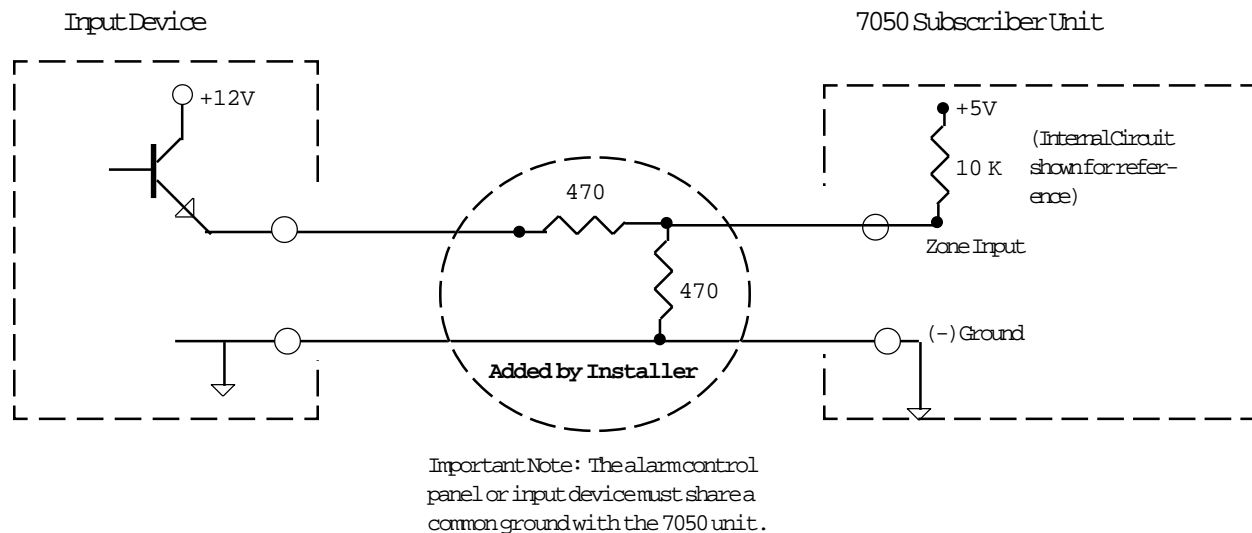 Input Device
7050 Subscriber Unit
+12V
+5V
10 K
(Internal Circuit
shown for refer-
ence)
470
Zone Input
470
(-) Ground
Added by Installer
Important Note: The alarm control
panel or input device must share a
common ground with the 7050 unit.